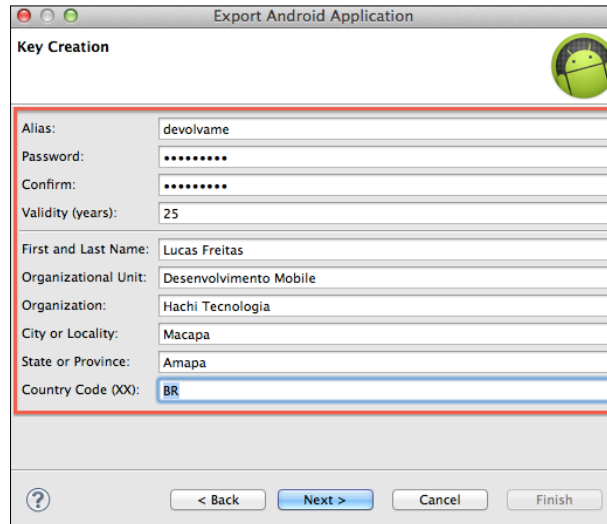 Export Android Application
Key Creation
Alias: devolvame
Password: •••••••••
Confirm: •••••••••
Validity (years): 25
First and Last Name: Lucas Freitas
Organizational Unit: Desenvolvimento Mobile
Organization: Hachi Tecnologia
City or Locality: Macapa
State or Province: Amapa
Country Code (XX): BR
? < Back Next > Cancel Finish